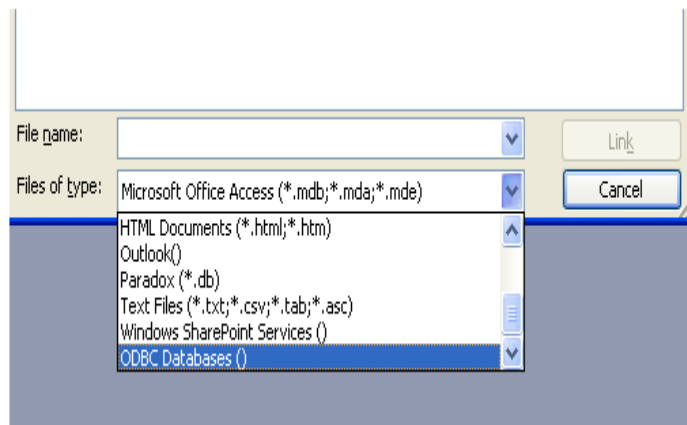 File name:
Link
Files of type:
Microsoft Office Access (*.mdb;*.mda;*.mde)
Cancel
HTML Documents (*.html;*.htm)
Outlook()
Paradox (*.db)
Text Files (*.txt;*.csv;*.tab;*.asc)
Windows SharePoint Services ()
ODBC Databases ()